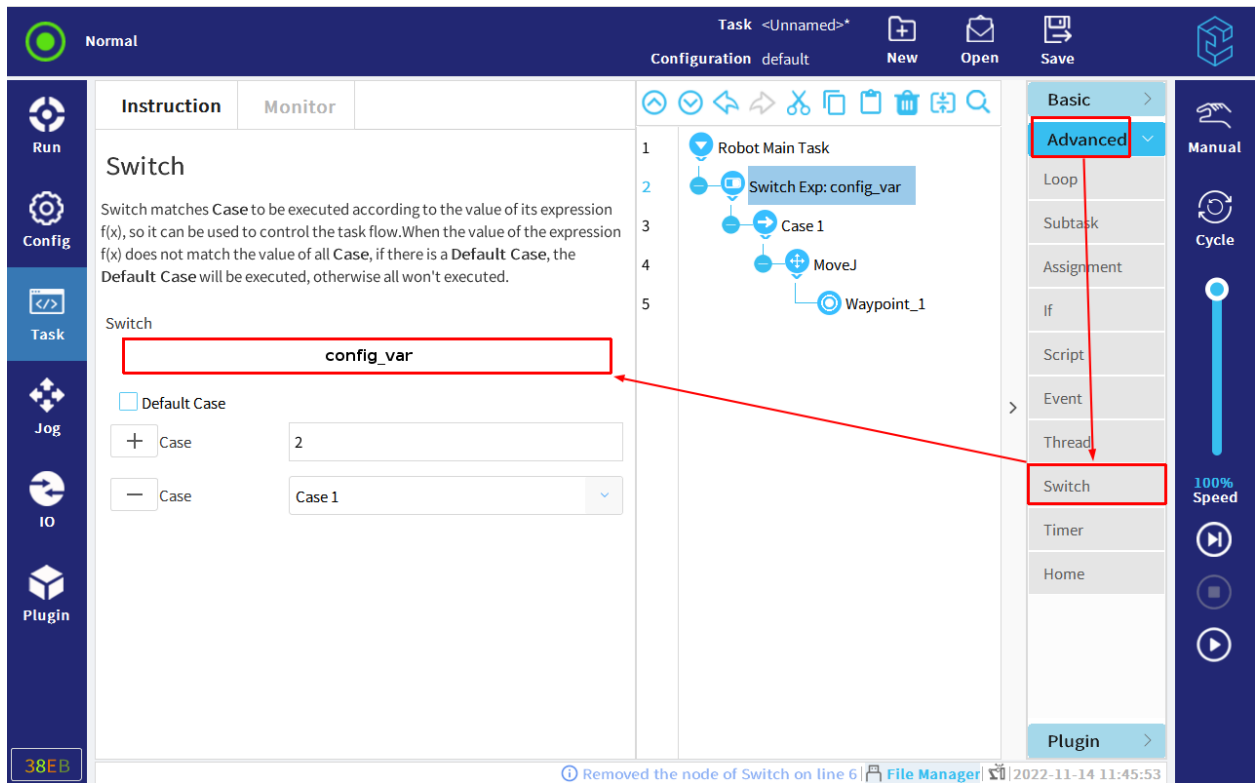 Normal
Task <Unnamed>*
Configuration default
New
Open
Save
Run
Config
Task
Jog
IO
Plugin
38EB
Instruction
Monitor
Switch
Switch matches Case to be executed according to the value of its expression
f(x), so it can be used to control the task flow.When the value of the expression
f(x) does not match the value of all Case, if there is a Default Case, the
Default Case will be executed, otherwise all won't executed.
Switch
config_var
Default Case
+ Case 2
— Case Case 1
1 Robot Main Task
2 Switch Exp: config_var
3 Case 1
4 MoveJ
5 Waypoint_1
Basic
Advanced
Loop
Subtask
Assignment
If
Script
Event
Thread
Switch
Timer
Home
Plugin
Manual
Cycle
100%
Speed
Removed the node of Switch on line 6 File Manager 2022-11-14 11:45:53